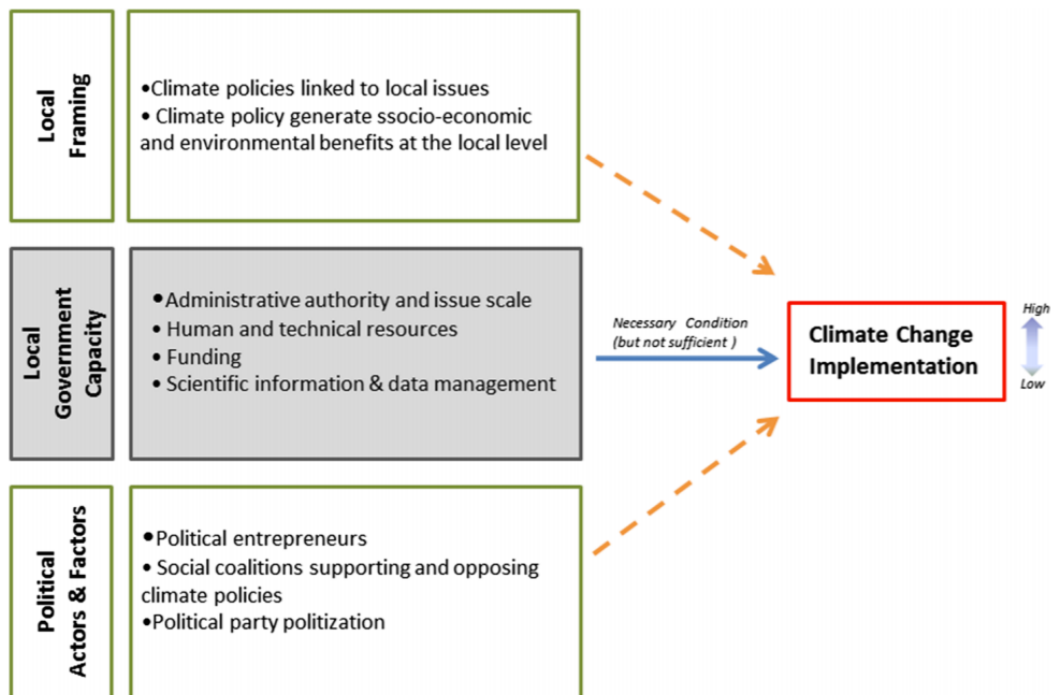 Local
Framing
•Climate policies linked to local issues
• Climate policy generate ssocio-economic
and environmental benefits at the local level
Local
Government
Capacity
•Administrative authority and issue scale
•Human and technical resources
•Funding
•Scientific information & data management
Necessary Condition
(but not sufficient )
Climate Change
Implementation
High
Low
Political
Actors & Factors
•Political entrepreneurs
• Social coalitions supporting and opposing
climate policies
•Political party politization